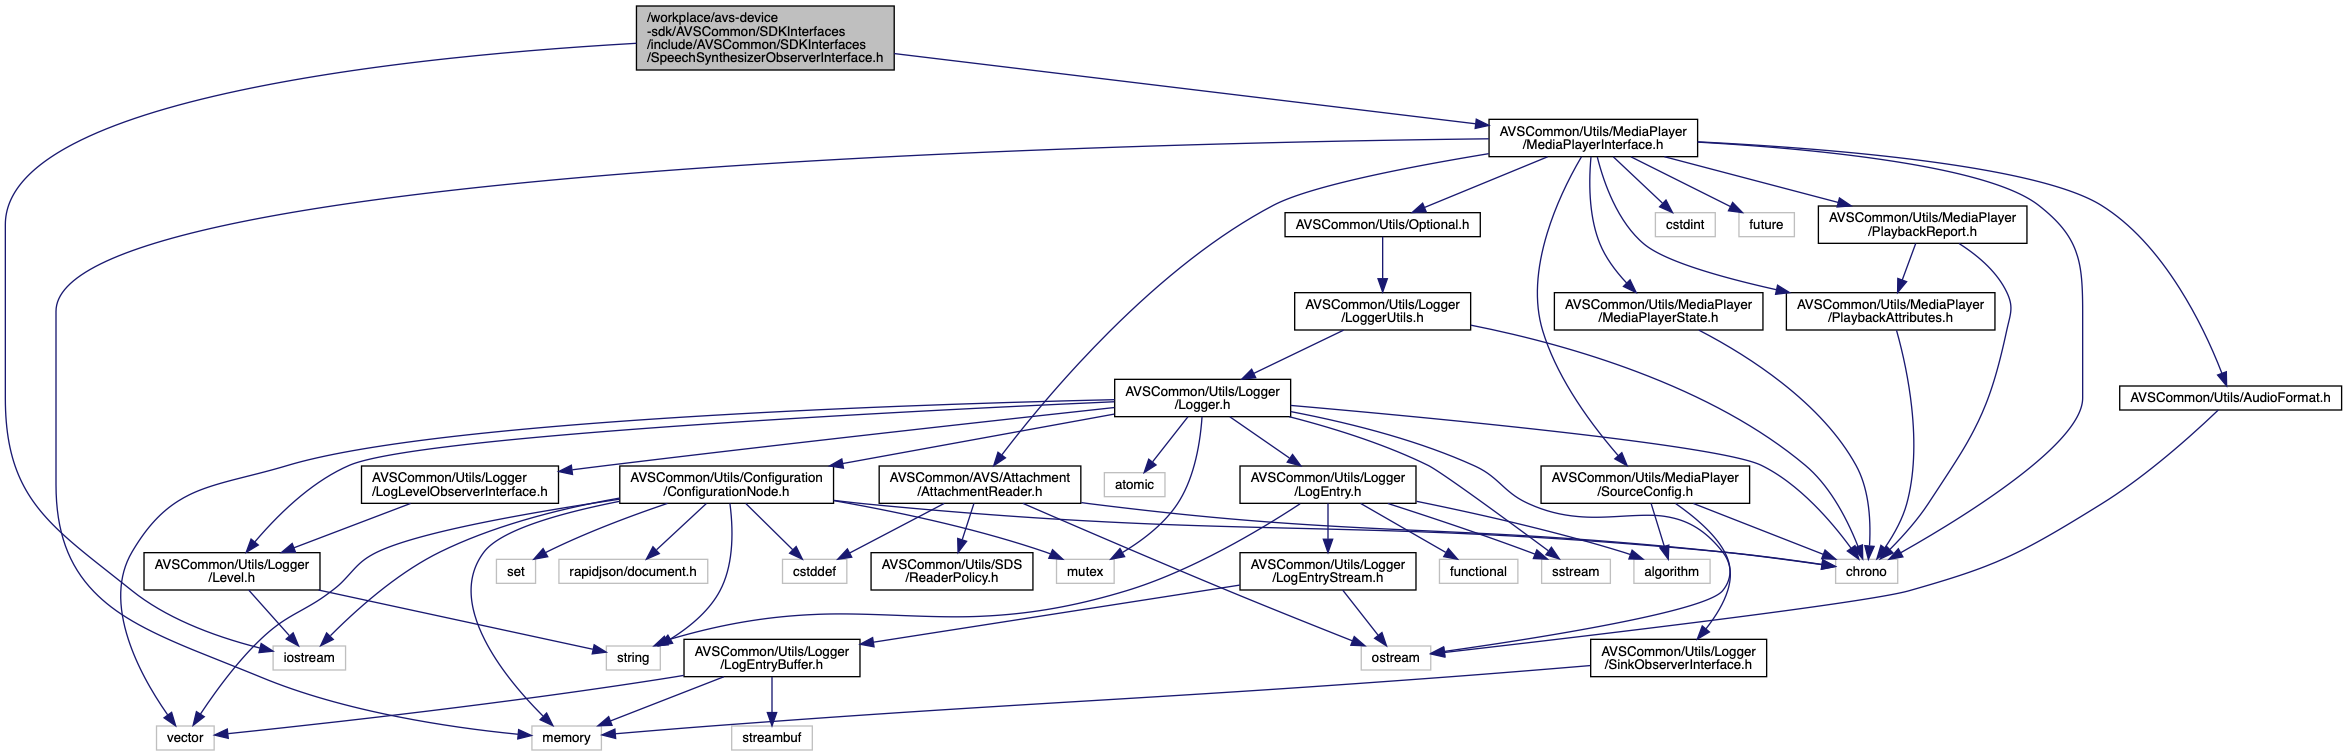 /workplace/avs-device
-sdk/AVSCommon/SDKInterfaces
/include/AVSCommon/SDKInterfaces
/SpeechSynthesizerObserverInterface.h
AVSCommon/Utils/MediaPlayer
/MediaPlayerInterface.h
AVSCommon/Utils/Optional.h
cstdint
future
AVSCommon/Utils/MediaPlayer
/PlaybackReport.h
AVSCommon/Utils/Logger
/LoggerUtils.h
AVSCommon/Utils/MediaPlayer
/MediaPlayerState.h
AVSCommon/Utils/MediaPlayer
/PlaybackAttributes.h
AVSCommon/Utils/Logger
/Logger.h
AVSCommon/Utils/AudioFormat.h
AVSCommon/Utils/Logger
/LogLevelObserverInterface.h
AVSCommon/Utils/Configuration
/ConfigurationNode.h
AVSCommon/AVS/Attachment
/AttachmentReader.h
atomic
AVSCommon/Utils/Logger
/LogEntry.h
AVSCommon/Utils/MediaPlayer
/SourceConfig.h
AVSCommon/Utils/Logger
/Level.h
set
rapidjson/document.h
cstddef
AVSCommon/Utils/SDS
/ReaderPolicy.h
mutex
AVSCommon/Utils/Logger
/LogEntryStream.h
functional
sstream
algorithm
chrono
iostream
string
AVSCommon/Utils/Logger
/LogEntryBuffer.h
ostream
AVSCommon/Utils/Logger
/SinkObserverInterface.h
vector
memory
streambuf